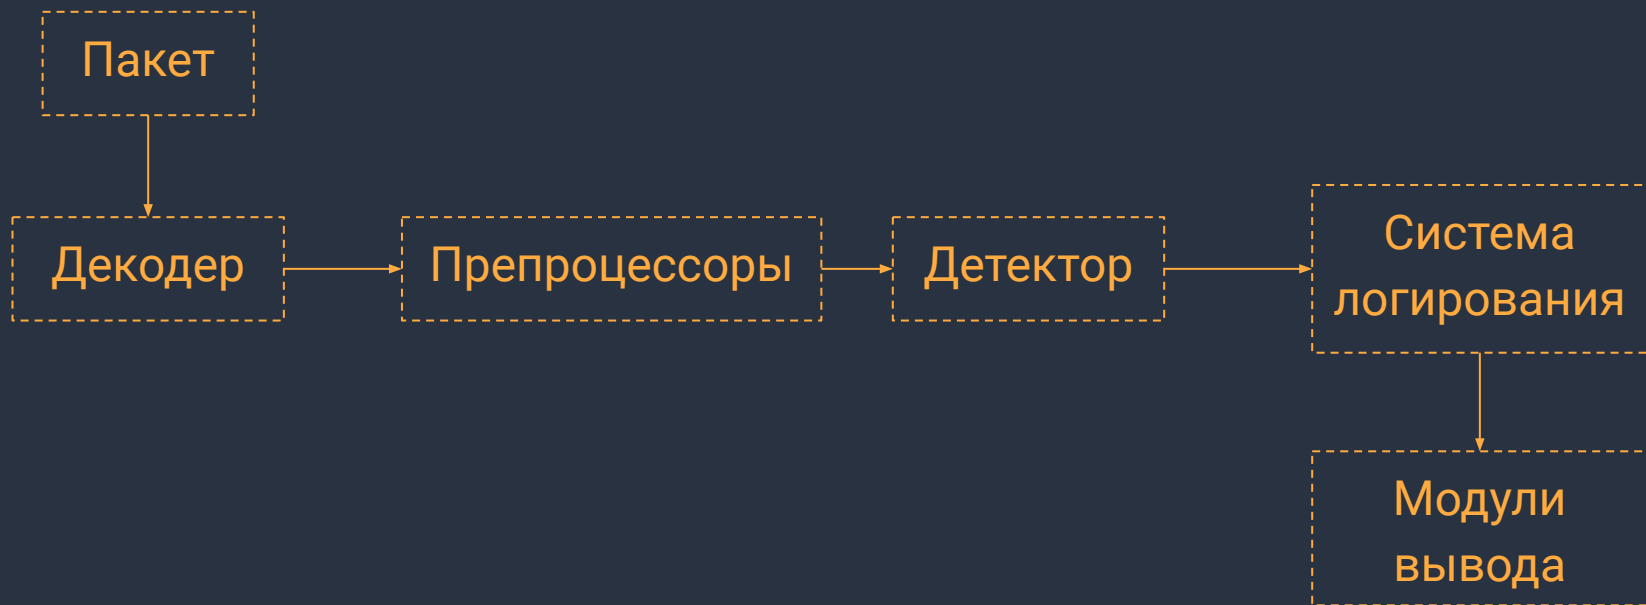 Пакет
Декодер
Препроцессоры
Детектор
Система
логирования
Модули
вывода